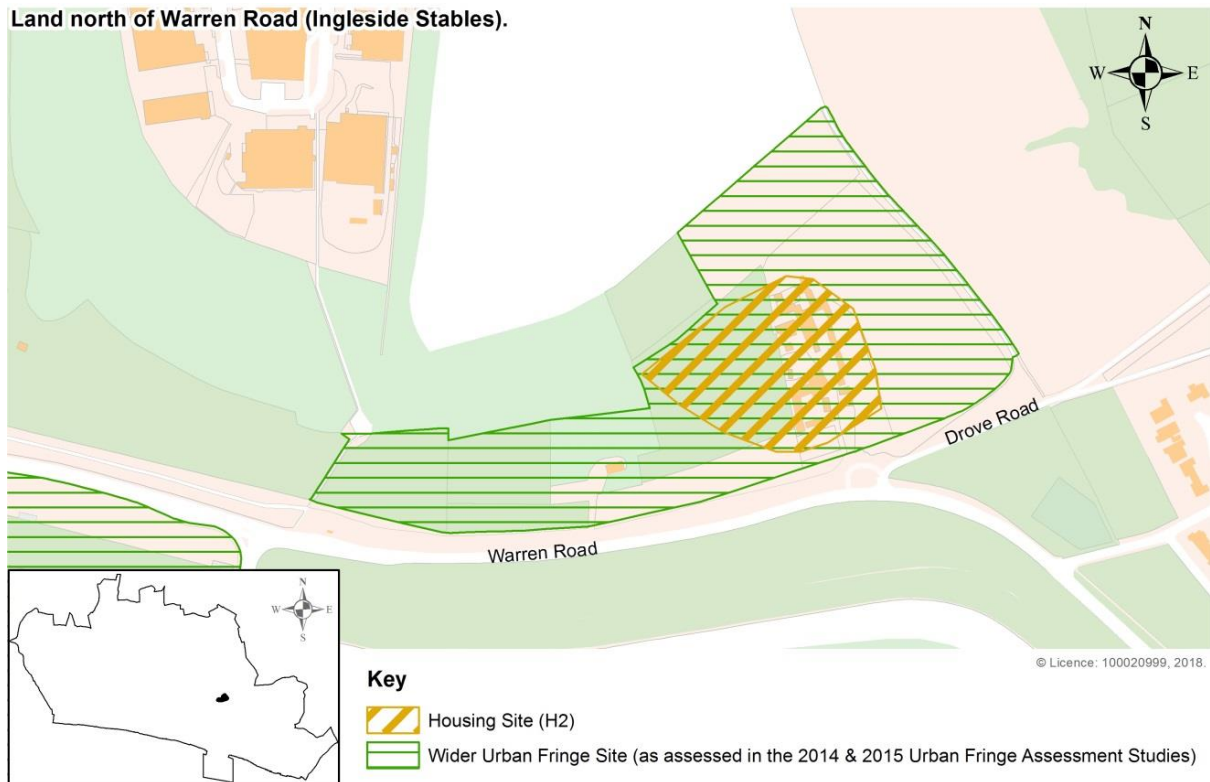 Land north of Warren Road (Ingleside Stables).
N
W E
S
Drove Road
Warren Road
N
W E
S
© Licence: 100020999, 2018.
Key
Housing Site (H2)
Wider Urban Fringe Site (as assessed in the 2014 & 2015 Urban Fringe Assessment Studies)